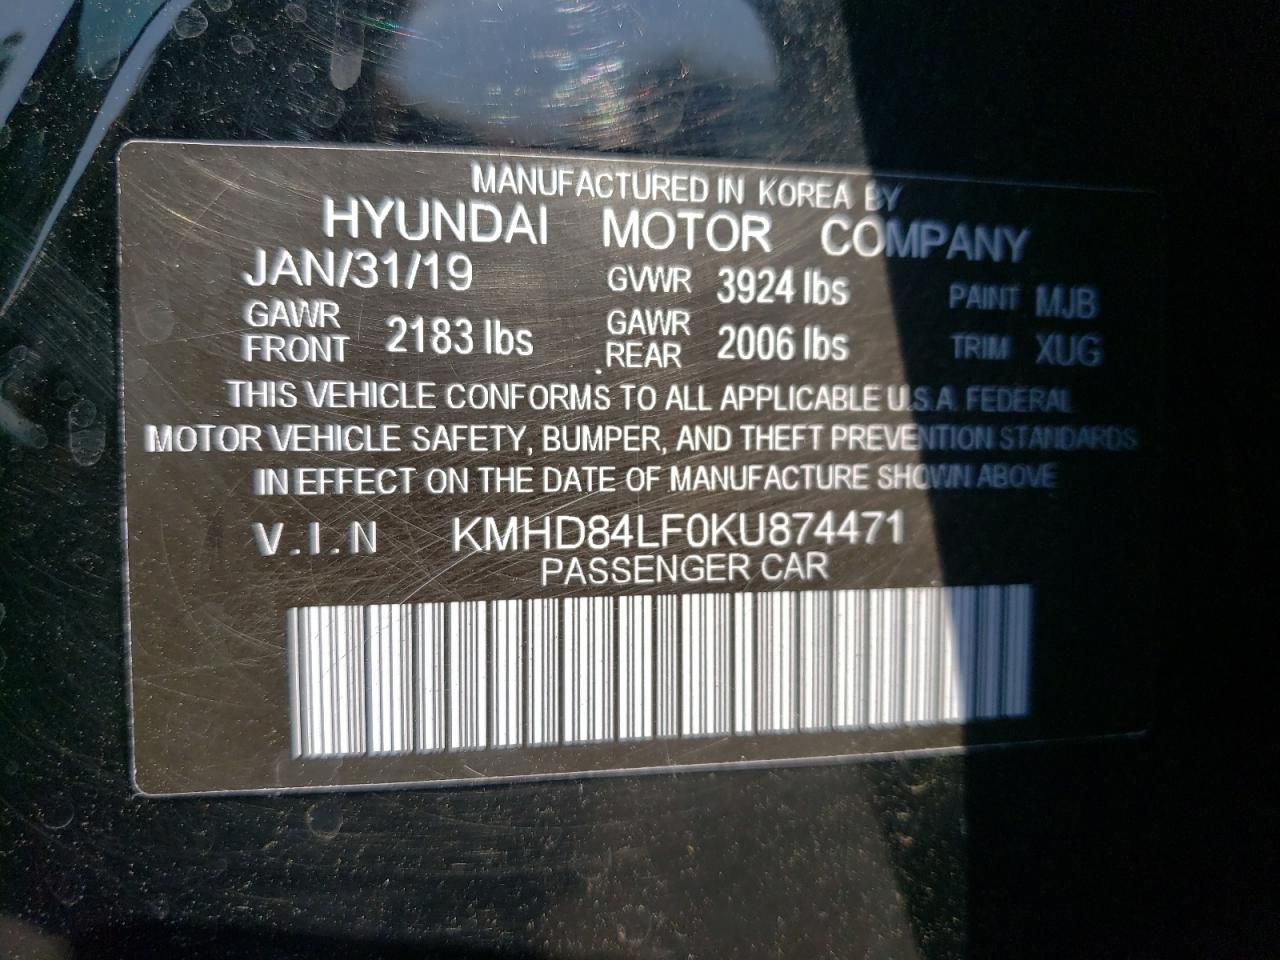 MANUFACTURED IN KOREA BY
HYUNDAI MOTOR COMPANY
JAN/31/19 GVWR 3924 lbs PAINT MJB
GAWR FRONT 2183 lbs GAWR REAR 2006 lbs TRIM XUG
THIS VEHICLE CONFORMS TO ALL APPLICABLE U.S.A. FEDERAL
MOTOR VEHICLE SAFETY, BUMPER, AND THEFT PREVENTION STANDARDS
IN EFFECT ON THE DATE OF MANUFACTURE SHOWN ABOVE
V.I.N KMHD84LF0KU874471
PASSENGER CAR